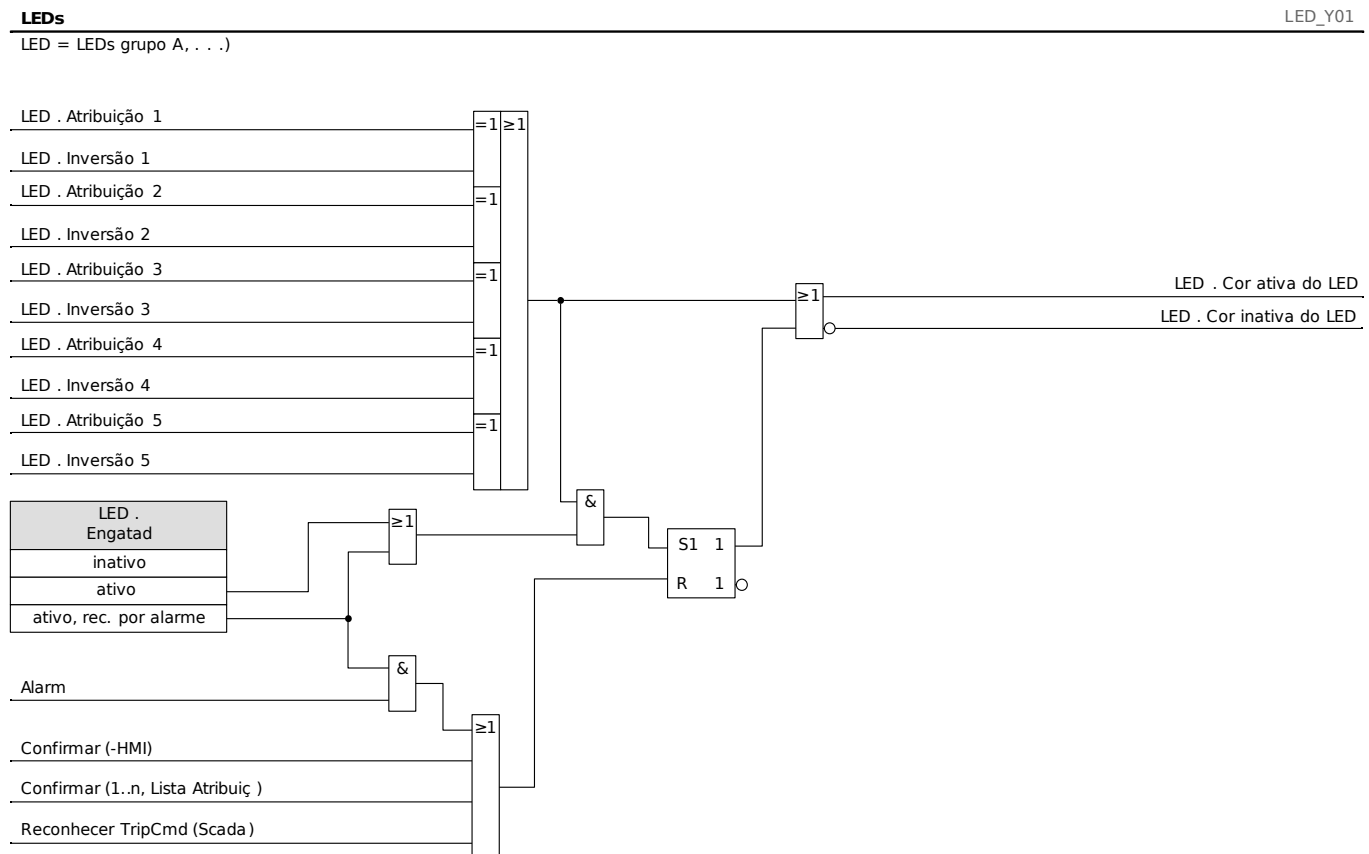 LEDs
LED_Y01
LED = LEDs grupo A, . . .)
LED . Atribuição 1
=1 ≥1
LED . Inversão 1
LED . Atribuição 2
=1
LED . Inversão 2
LED . Atribuição 3
=1
LED . Cor ativa do LED
LED . Inversão 3
≥1
LED . Cor inativa do LED
LED . Atribuição 4
=1
LED . Inversão 4
LED . Atribuição 5
=1
LED . Inversão 5
LED .
Engatad
inativo
ativo
ativo, rec. por alarme
≥1
&
S1 1
R 1
&
Alarm
≥1
Confirmar (-HMI)
Confirmar (1..n, Lista Atribuiç )
Reconhecer TripCmd (Scada)